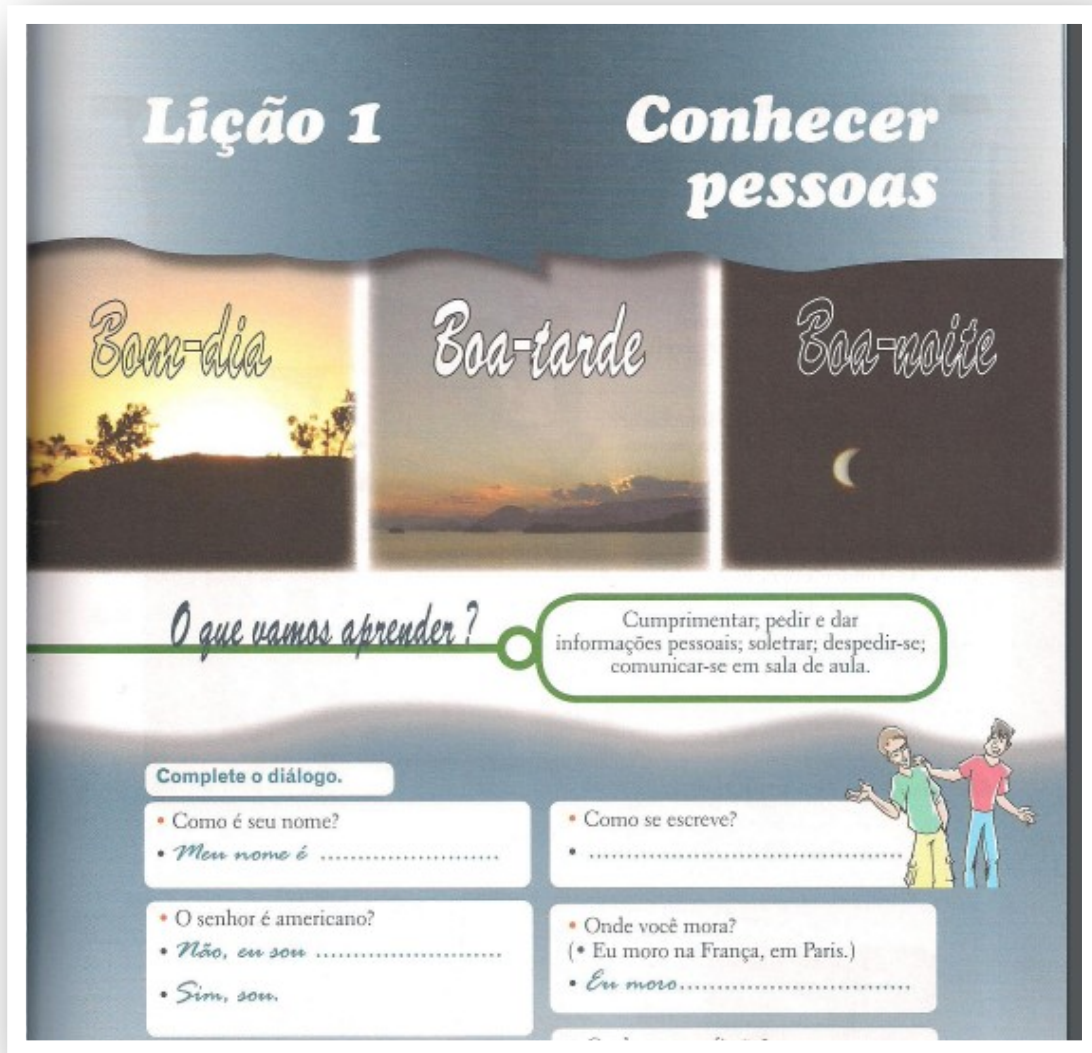 Lição 1
Conhecer
pessoas
Bom-dia
Boa-tarde
Boa-noite
O que vamos aprender ?
Cumprimentar; pedir e dar
informações pessoais; soletrar; despedir-se;
comunicar-se em sala de aula.
Complete o diálogo.
• Como é seu nome?
• Meu nome é ........................
• O senhor é americano?
• Não, eu sou .........................
• Sim, sou.
• Como se escreve?
• ..........................................
• Onde você mora?
(• Eu moro na França, em Paris.)
• Eu moro...............................